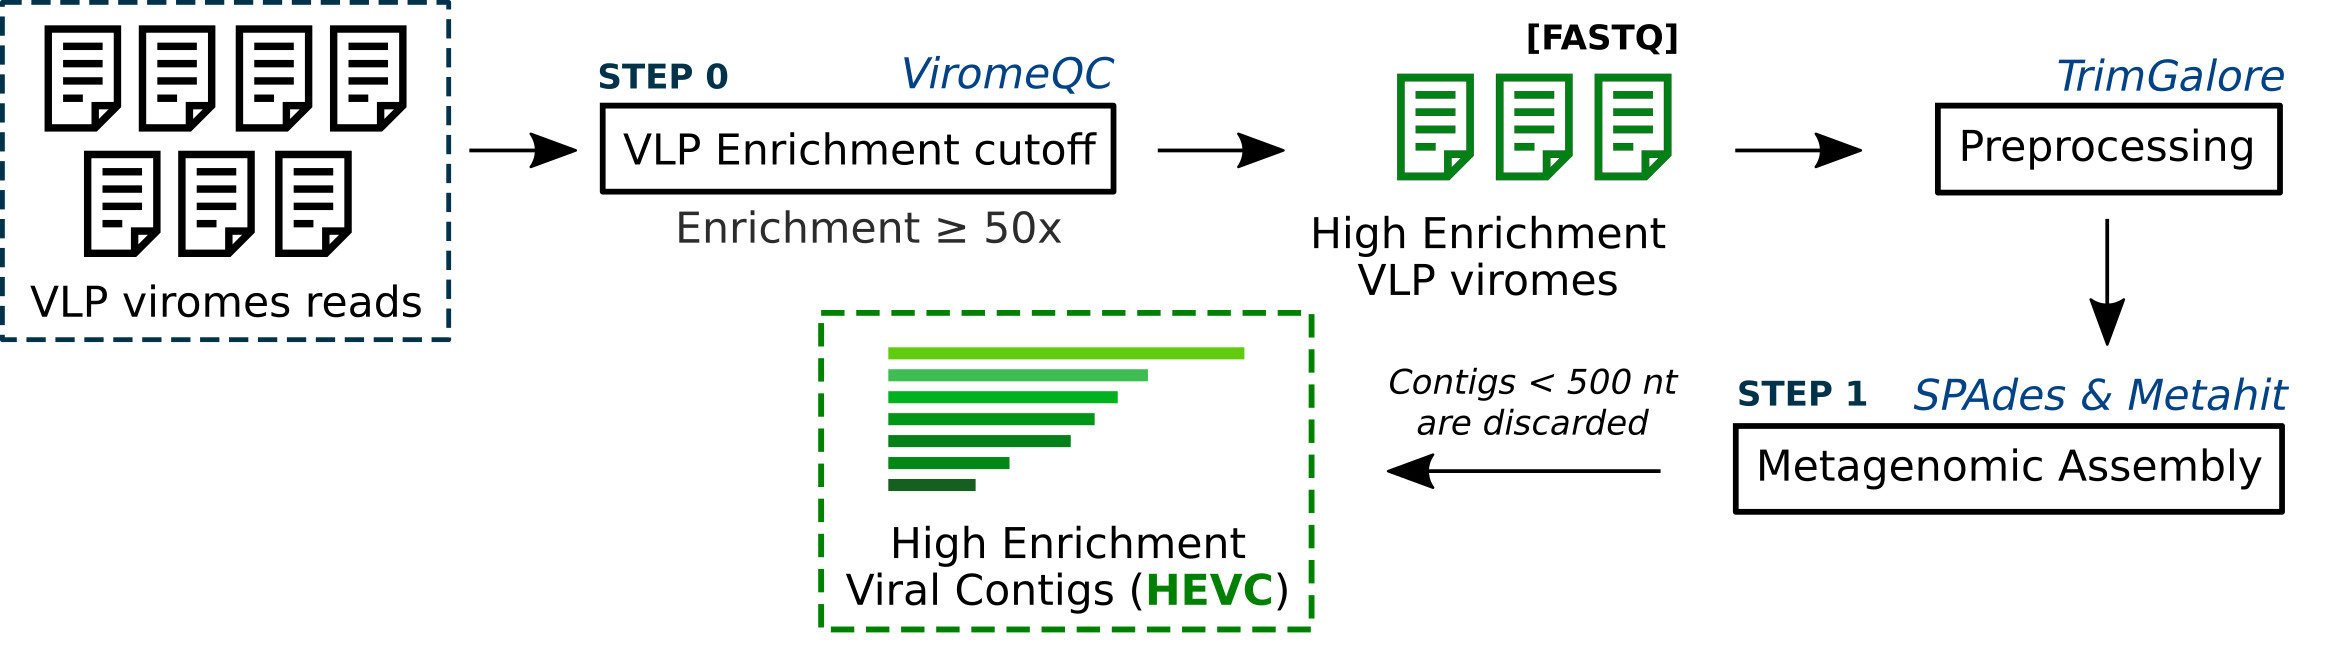 VLP viromes reads
STEP 0
ViromeQC
VLP Enrichment cutoff
Enrichment ≥ 50x
[FASTQ]
High Enrichment
VLP viromes
TrimGalore
Preprocessing
STEP 1
SPAdes & Metahit
Metagenomic Assembly
Contigs < 500 nt
are discarded
High Enrichment
Viral Contigs (HEVC)